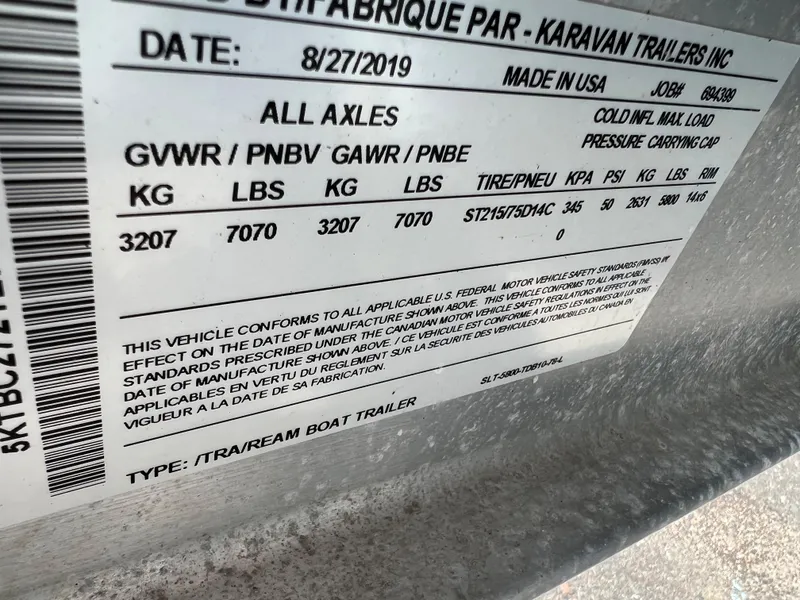 FABRIQUE PAR - KARAVAN TRAILERS INC
DATE: 8/27/2019 MADE IN USA JOB# 694399
ALL AXLES COLD INFL. MAX. LOAD
GVWR / PNBV GAWR / PNBE PRESSURE CARRYING CAP
KG LBS KG LBS TIRE/PNEU KPA PSI KG LBS RIM
3207 7070 3207 7070 ST215/75D14C 345 50 2631 5800 14x6
0
THIS VEHICLE CONFORMS TO ALL APPLICABLE U.S. FEDERAL MOTOR VEHICLE SAFETY STANDARDS (FMVSS) IN
EFFECT ON THE DATE OF MANUFACTURE SHOWN ABOVE. THIS VEHICLE CONFORMS TO ALL APPLICABLE
STANDARDS PRESCRIBED UNDER THE CANADIAN MOTOR VEHICLE SAFETY REGULATIONS IN EFFECT ON THE
DATE OF MANUFACTURE SHOWN ABOVE. / CE VEHICULE EST CONFORME A TOUTES LES NORMES QUI LUI SONT
APPLICABLES EN VERTU DU REGLEMENT SUR LA SECURITE DES VEHICULES AUTOMOBILES DU CANADA EN
VIGUEUR A LA DATE DE SA FABRICATION.
SLT-5800-TDB10-78-L
TYPE: /TRA/REAM BOAT TRAILER